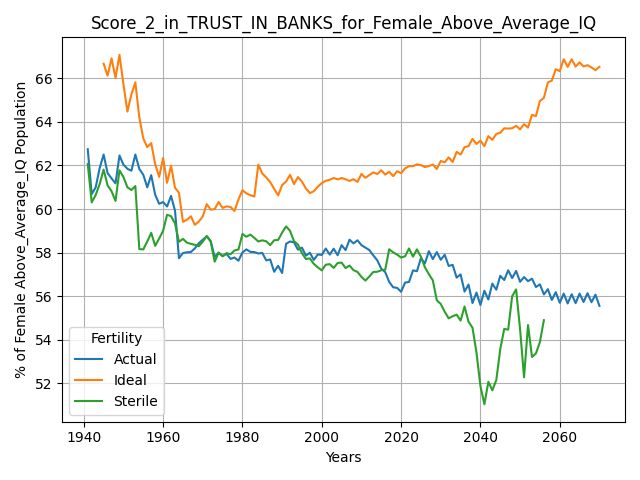 Score_2_in_TRUST_IN_BANKS_for_Female_Above_Average_IQ
% of Female Above_Average_IQ Population
66
64
62
60
58
56
54
52
Fertility
Actual
Ideal
Sterile
1940 1960 1980 2000 2020 2040 2060
Years